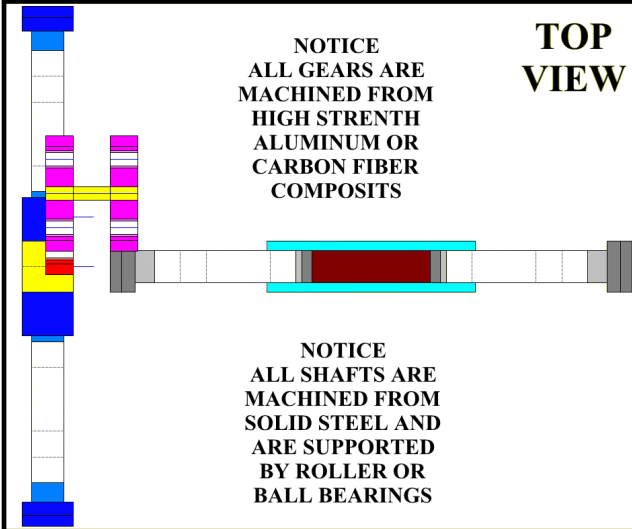 TOP
VIEW
NOTICE
ALL GEARS ARE
MACHINED FROM
HIGH STRENTH
ALUMINUM OR
CARBON FIBER
COMPOSITS
NOTICE
ALL SHAFTS ARE
MACHINED FROM
SOLID STEEL AND
ARE SUPPORTED
BY ROLLER OR
BALL BEARINGS